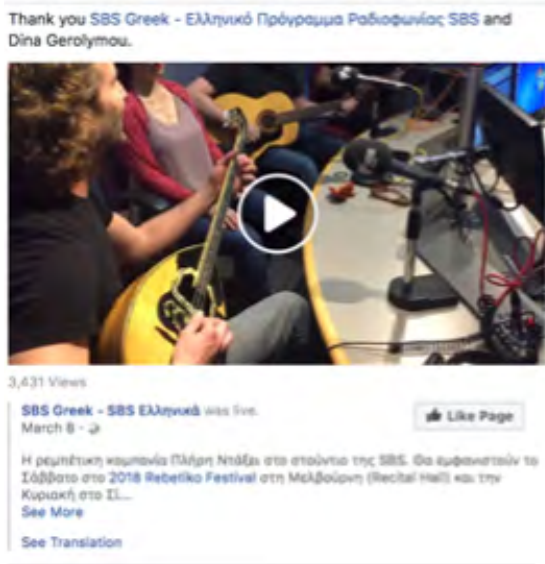 Thank you SBS Greek - Ελληνικό Πρόγραμμα Ραδιοφωνίας SBS and
Dina Gerolymou.
3,431 Views
SBS Greek - SBS Ελληνικά was live.
March 8 ·
Like Page
Η ρεμπέτικη κομπανία Πλήρη Ντάξει στο στούντιο της SBS. Θα εμφανιστούν το
Σάββατο στο 2018 Rebetiko Festival στη Μελβούρνη (Recital Hall) και την
Κυριακή στο Σί...
See More
See Translation